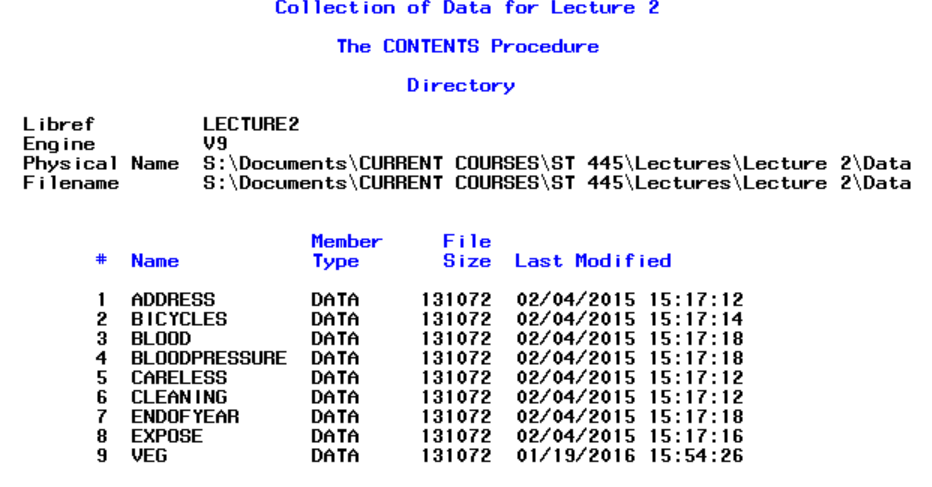 Collection of Data for Lecture 2
The CONTENTS Procedure
Directory
Libref LECTURE2
Engine V9
Physical Name S:\Documents\CURRENT COURSES\ST 445\Lectures\Lecture 2\Data
Filename S:\Documents\CURRENT COURSES\ST 445\Lectures\Lecture 2\Data
Member File
# Name Type Size Last Modified
1 ADDRESS DATA 131072 02/04/2015 15:17:12
2 BICYCLES DATA 131072 02/04/2015 15:17:14
3 BLOOD DATA 131072 02/04/2015 15:17:18
4 BLOODPRESSURE DATA 131072 02/04/2015 15:17:18
5 CARELESS DATA 131072 02/04/2015 15:17:12
6 CLEANING DATA 131072 02/04/2015 15:17:12
7 ENDOFYEAR DATA 131072 02/04/2015 15:17:18
8 EXPOSE DATA 131072 02/04/2015 15:17:16
9 VEG DATA 131072 01/19/2016 15:54:26